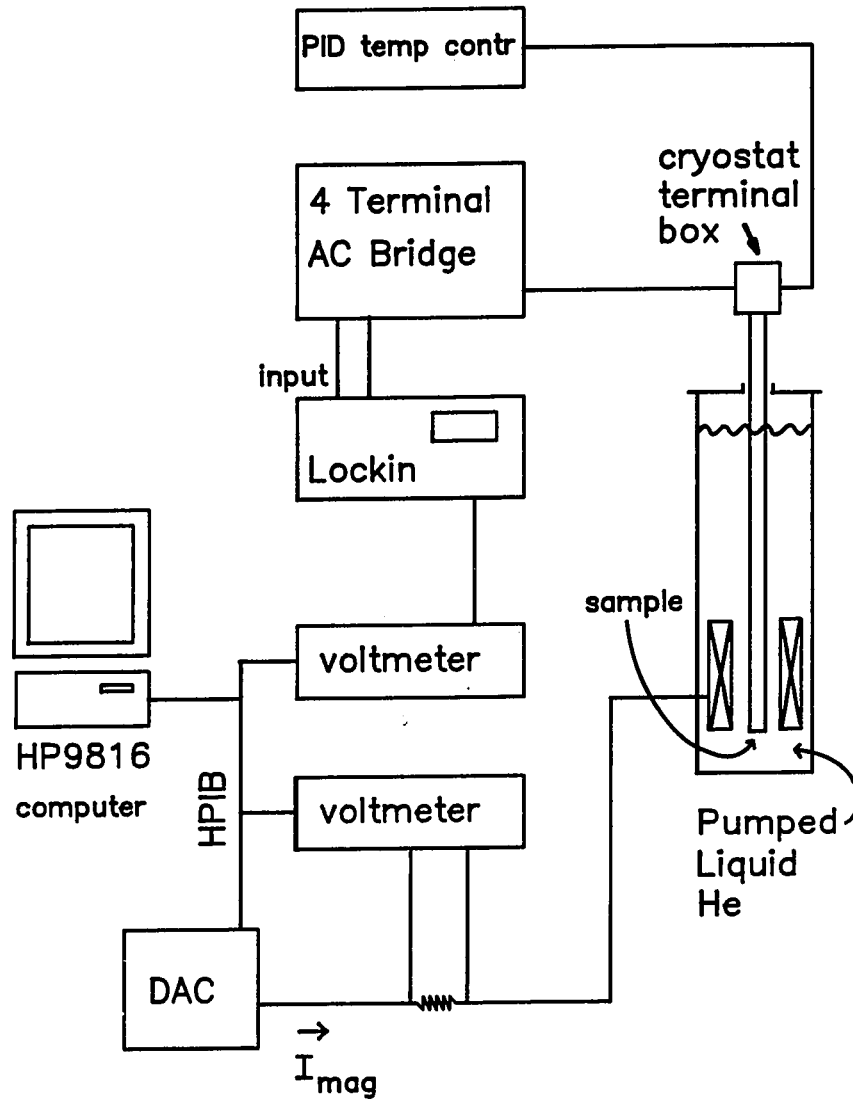 PID temp contr
cryostat
terminal
box
4 Terminal
AC Bridge
input
Lockin
sample
voltmeter
HP9816
computer
HPIB
voltmeter
Pumped
Liquid
He
DAC
I mag